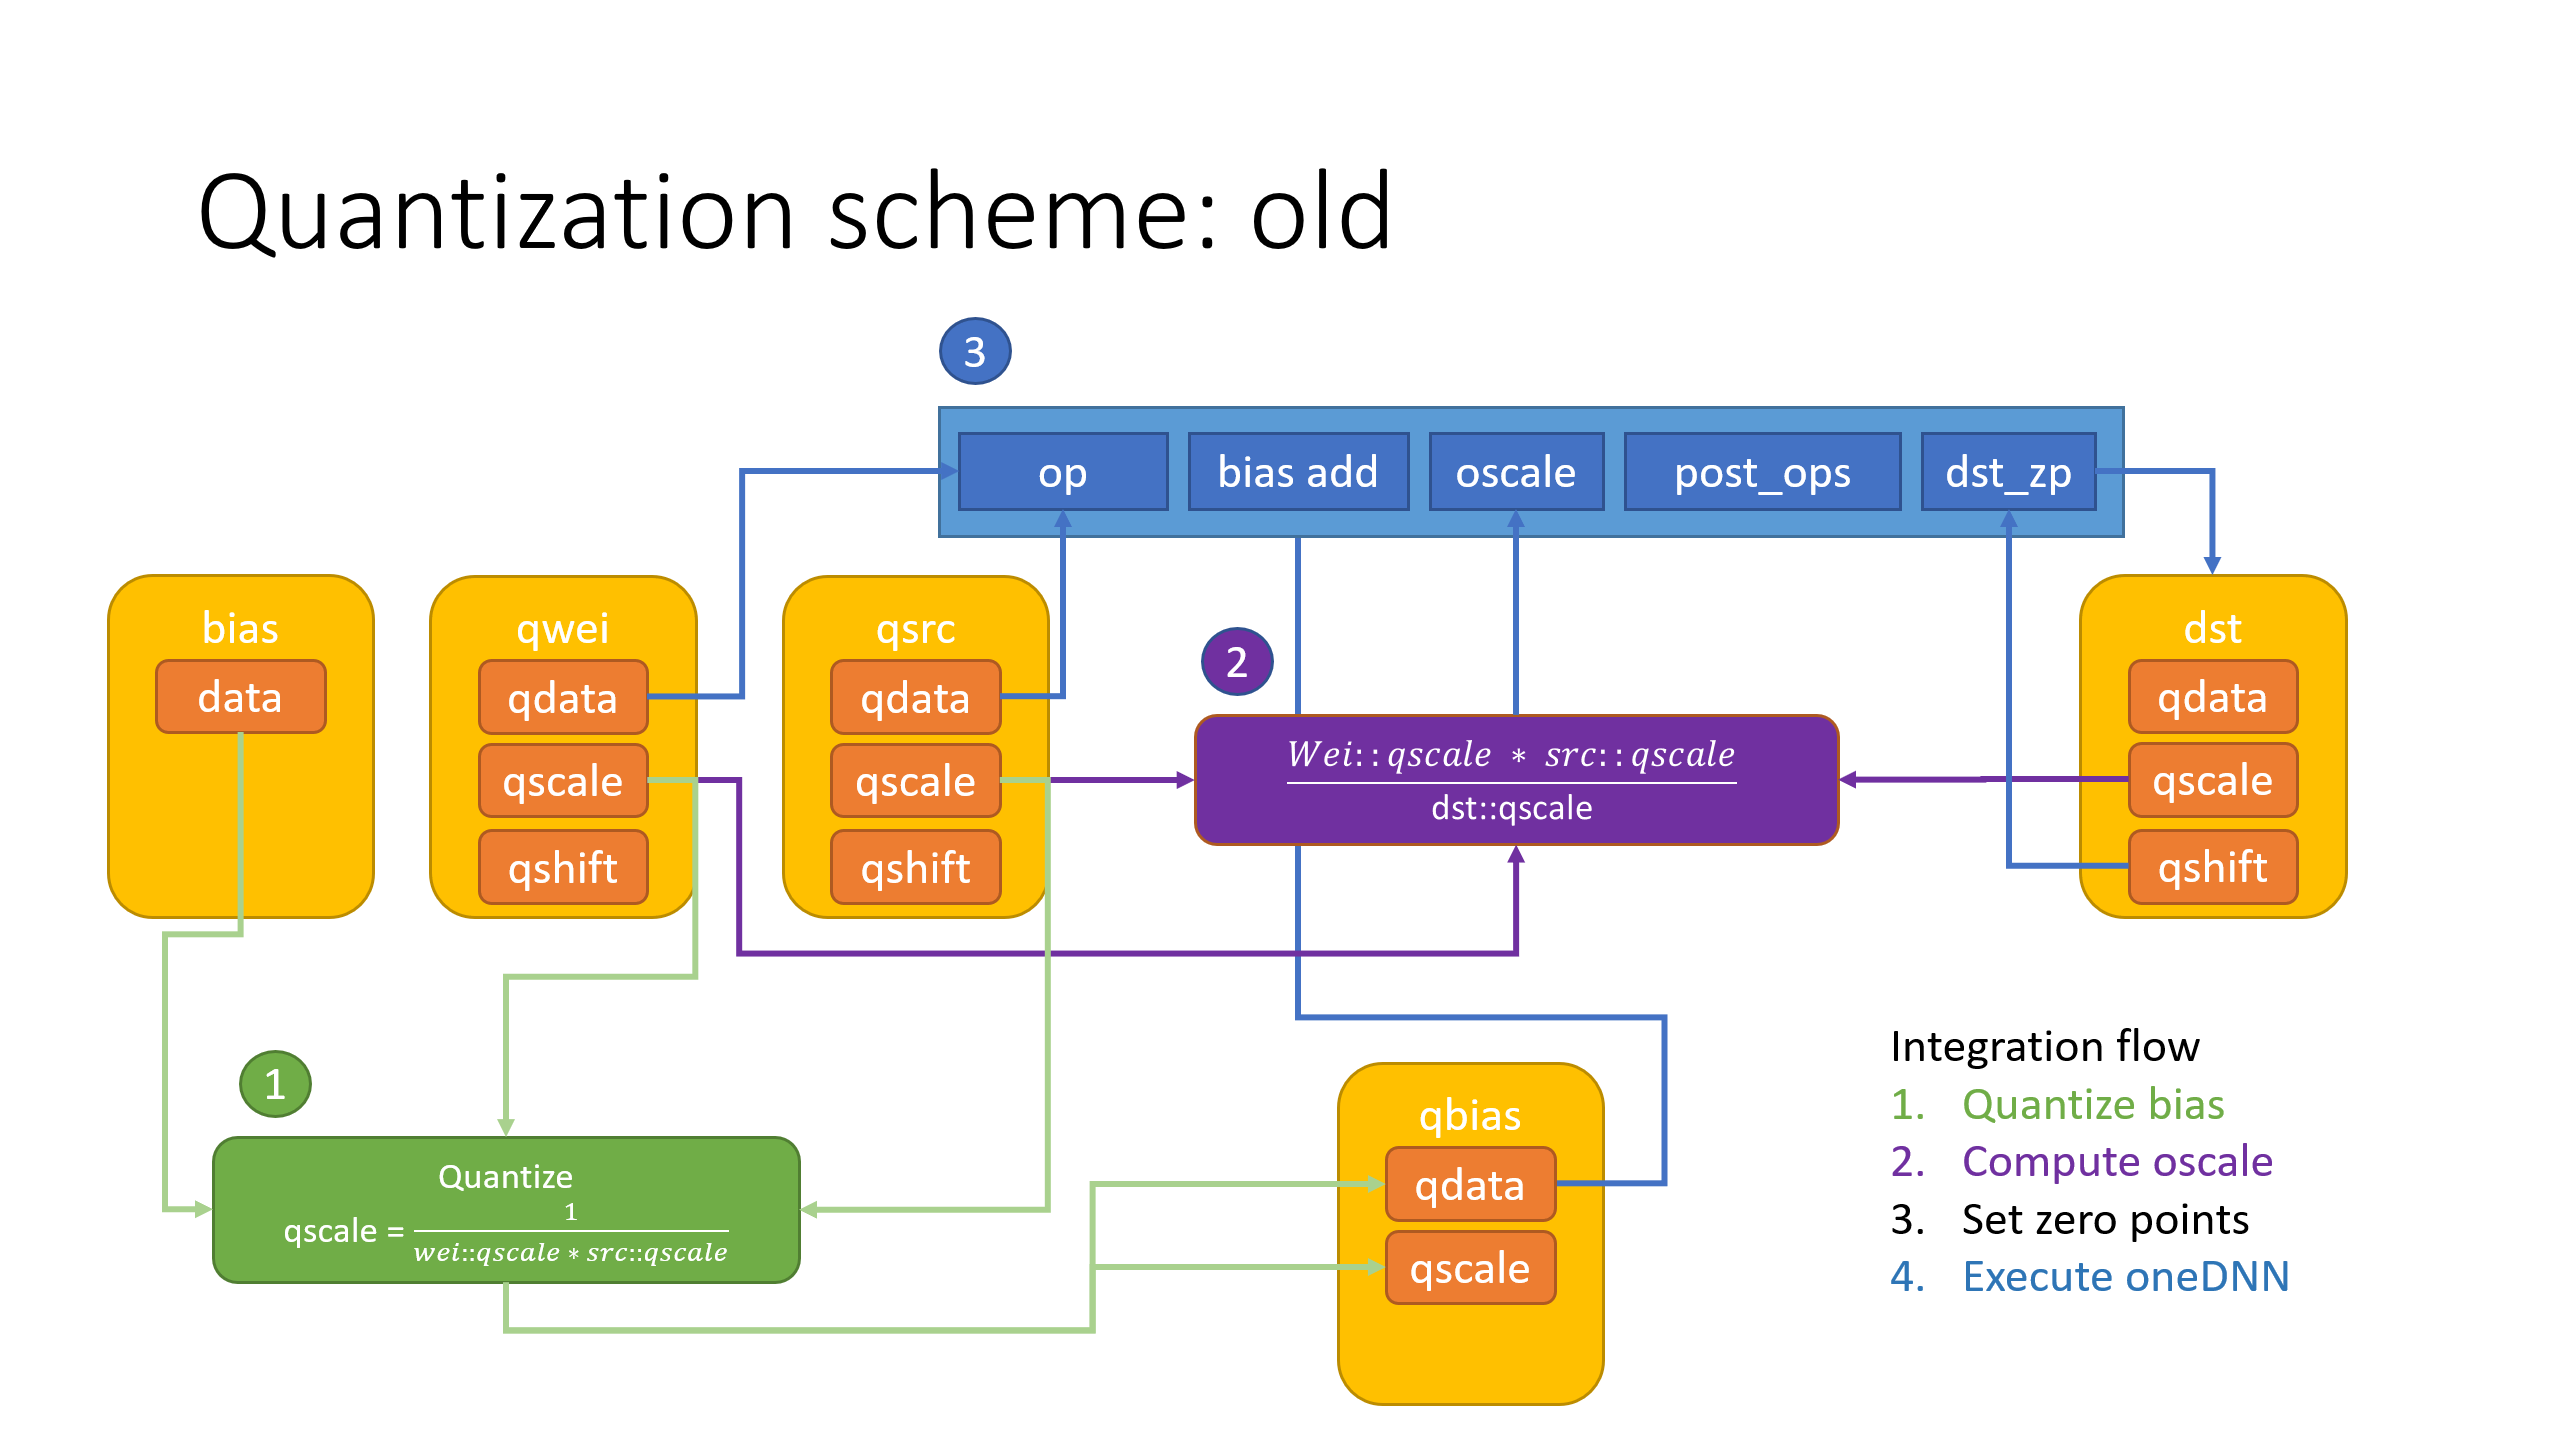 Quantization scheme: old
3
op
bias add
oscale
post_ops
dst_zp
bias
data
qwei
qdata
qscale
qshift
qsrc
qdata
qscale
qshift
2
Wei::qscale * src::qscale
dst::qscale
dst
qdata
qscale
qshift
1
Quantize
qscale = 1
wei::qscale * src::qscale
qbias
qdata
qscale
Integration flow
1. Quantize bias
2. Compute oscale
3. Set zero points
4. Execute oneDNN